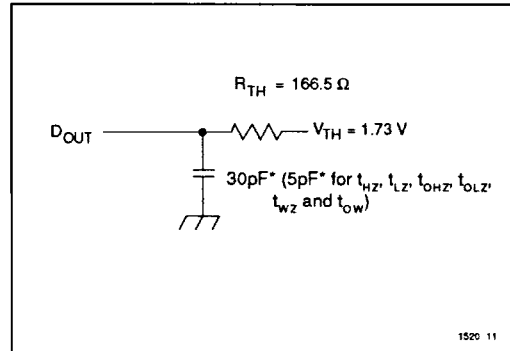 R_TH = 166.5 Ω
D_OUT
V_TH = 1.73 V
30pF* (5pF* for t_HZ, t_LZ, t_OHZ, t_OLZ,
t_WZ and t_OW)
1520 11